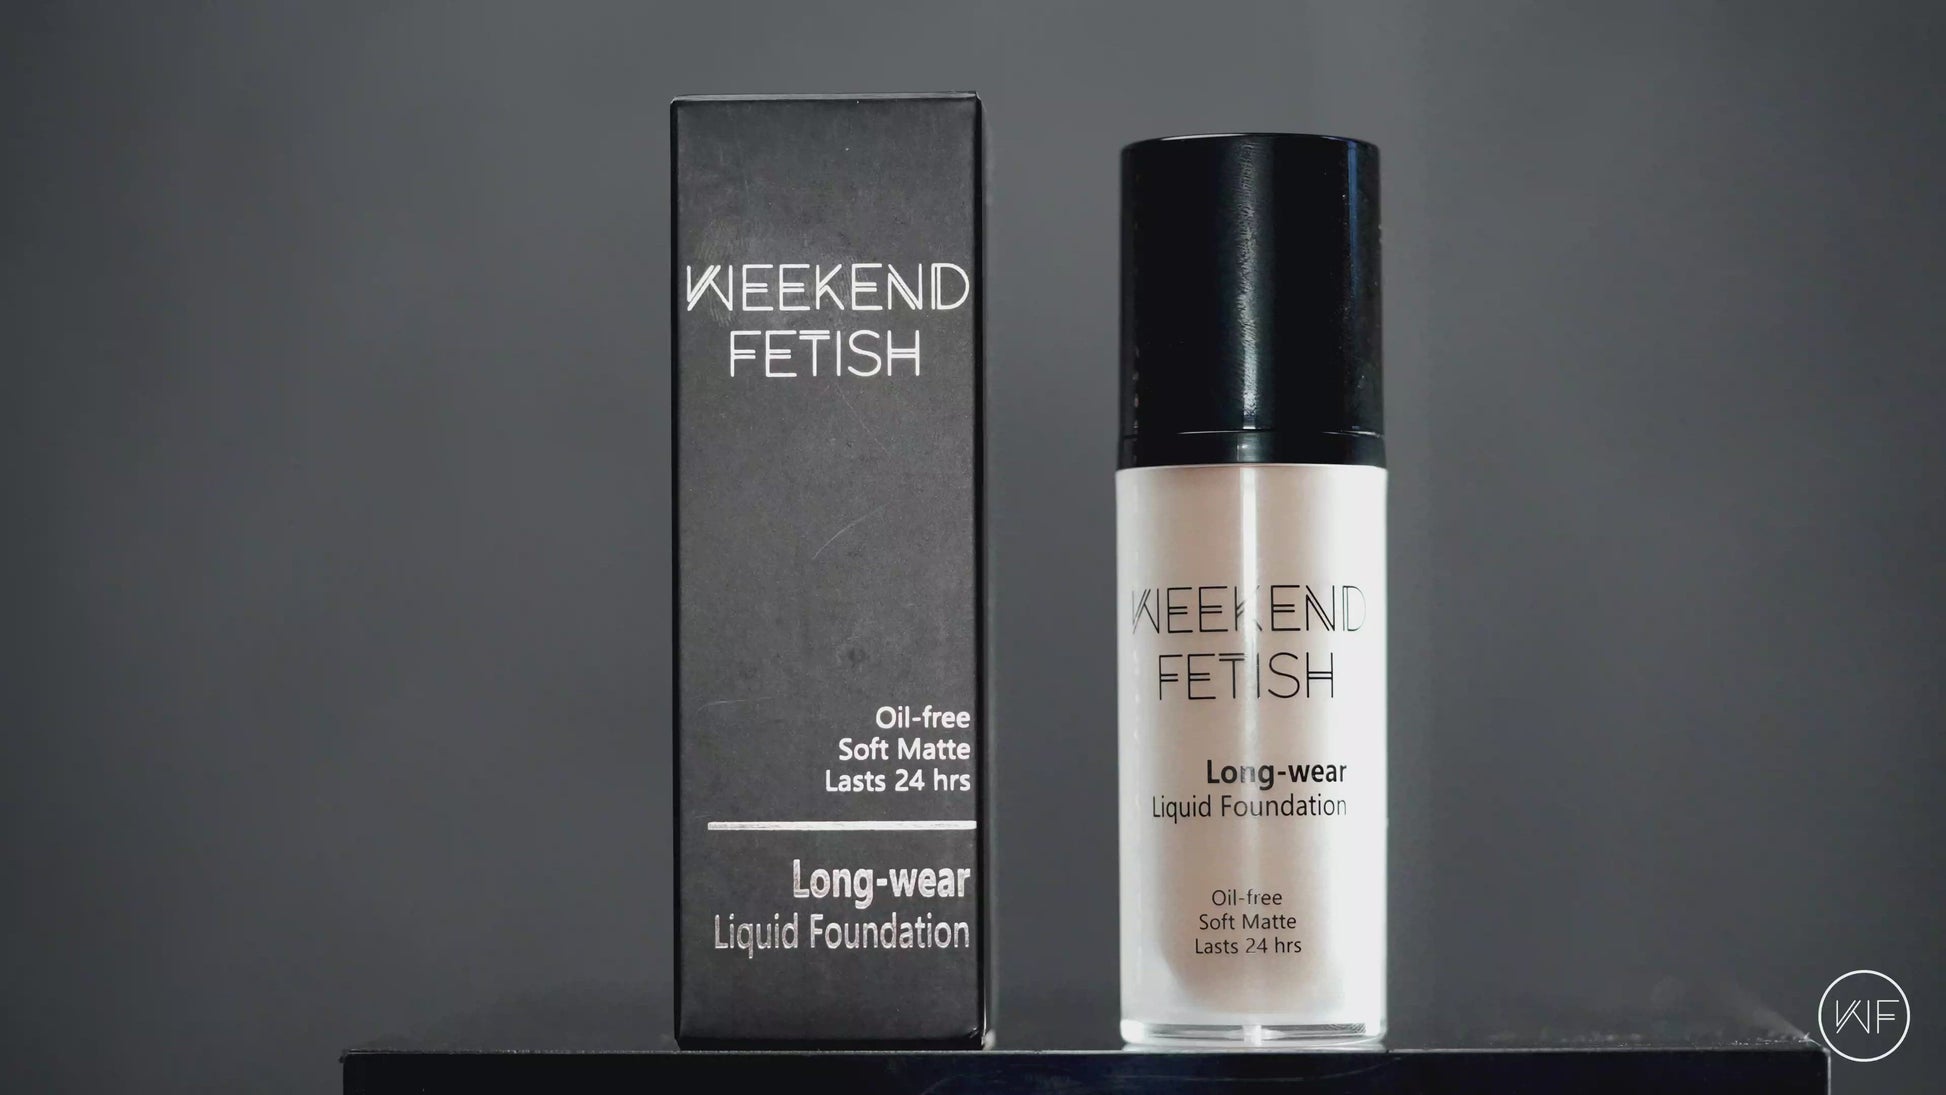 WEEKEND
FETISH
Oil-free
Soft Matte
Lasts 24 hrs
Long-wear
Liquid Foundation
WEEKEND
FETISH
Long-wear
Liquid Foundation
Oil-free
Soft Matte
Lasts 24 hrs
WF